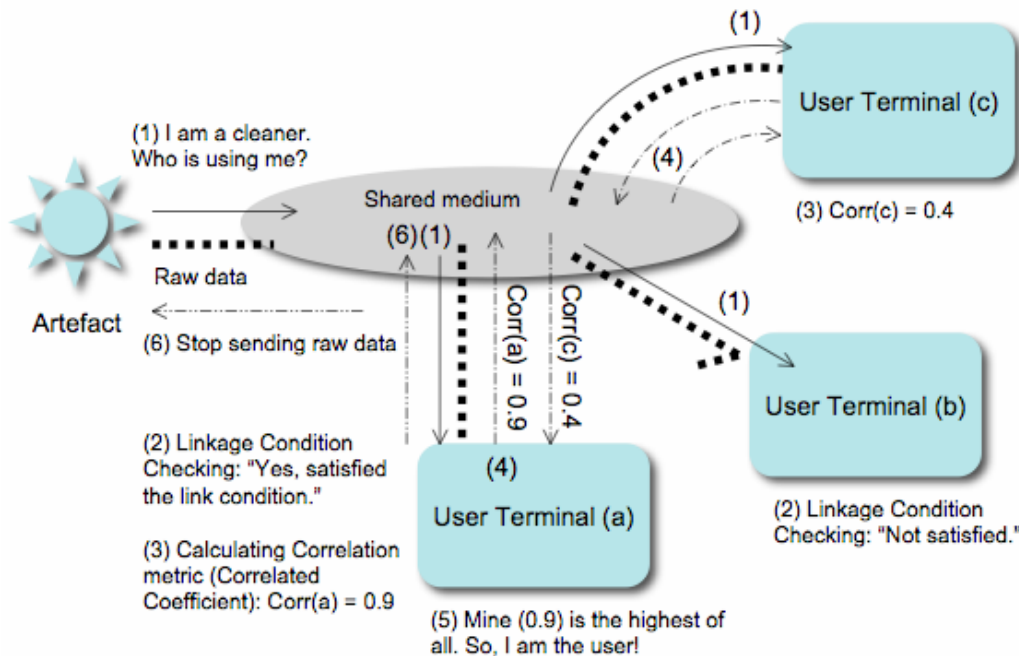 (1)
User Terminal (c)
(1) I am a cleaner.
Who is using me?
(4)
Shared medium
(3) Corr(c) = 0.4
(6)(1)
Raw data
(1)
Artefact
Corr(a) = 0.9
Corr(c) = 0.4
(6) Stop sending raw data
User Terminal (b)
(2) Linkage Condition
Checking: “Yes, satisfied
the link condition.”
(4)
User Terminal (a)
(2) Linkage Condition
Checking: “Not satisfied.”
(3) Calculating Correlation
metric (Correlated
Coefficient): Corr(a) = 0.9
(5) Mine (0.9) is the highest of
all. So, I am the user!